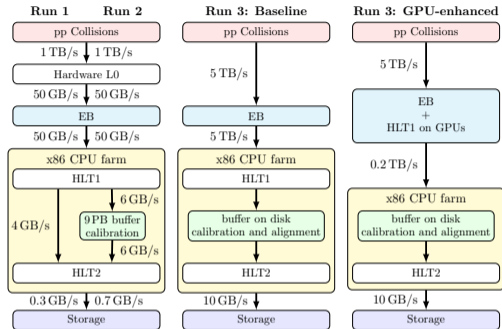 Run 1 Run 2
pp Collisions
1 TB/s 1 TB/s
Hardware L0
50 GB/s 50 GB/s
EB
50 GB/s 50 GB/s
x86 CPU farm
HLT1
6 GB/s
4 GB/s
9 PB buffer
calibration
6 GB/s
HLT2
0.3 GB/s 0.7 GB/s
Storage
Run 3: Baseline
pp Collisions
5 TB/s
EB
5 TB/s
x86 CPU farm
HLT1
buffer on disk
calibration and alignment
HLT2
10 GB/s
Storage
Run 3: GPU-enhanced
pp Collisions
5 TB/s
EB
+
HLT1 on GPUs
0.2 TB/s
x86 CPU farm
buffer on disk
calibration and alignment
HLT2
10 GB/s
Storage